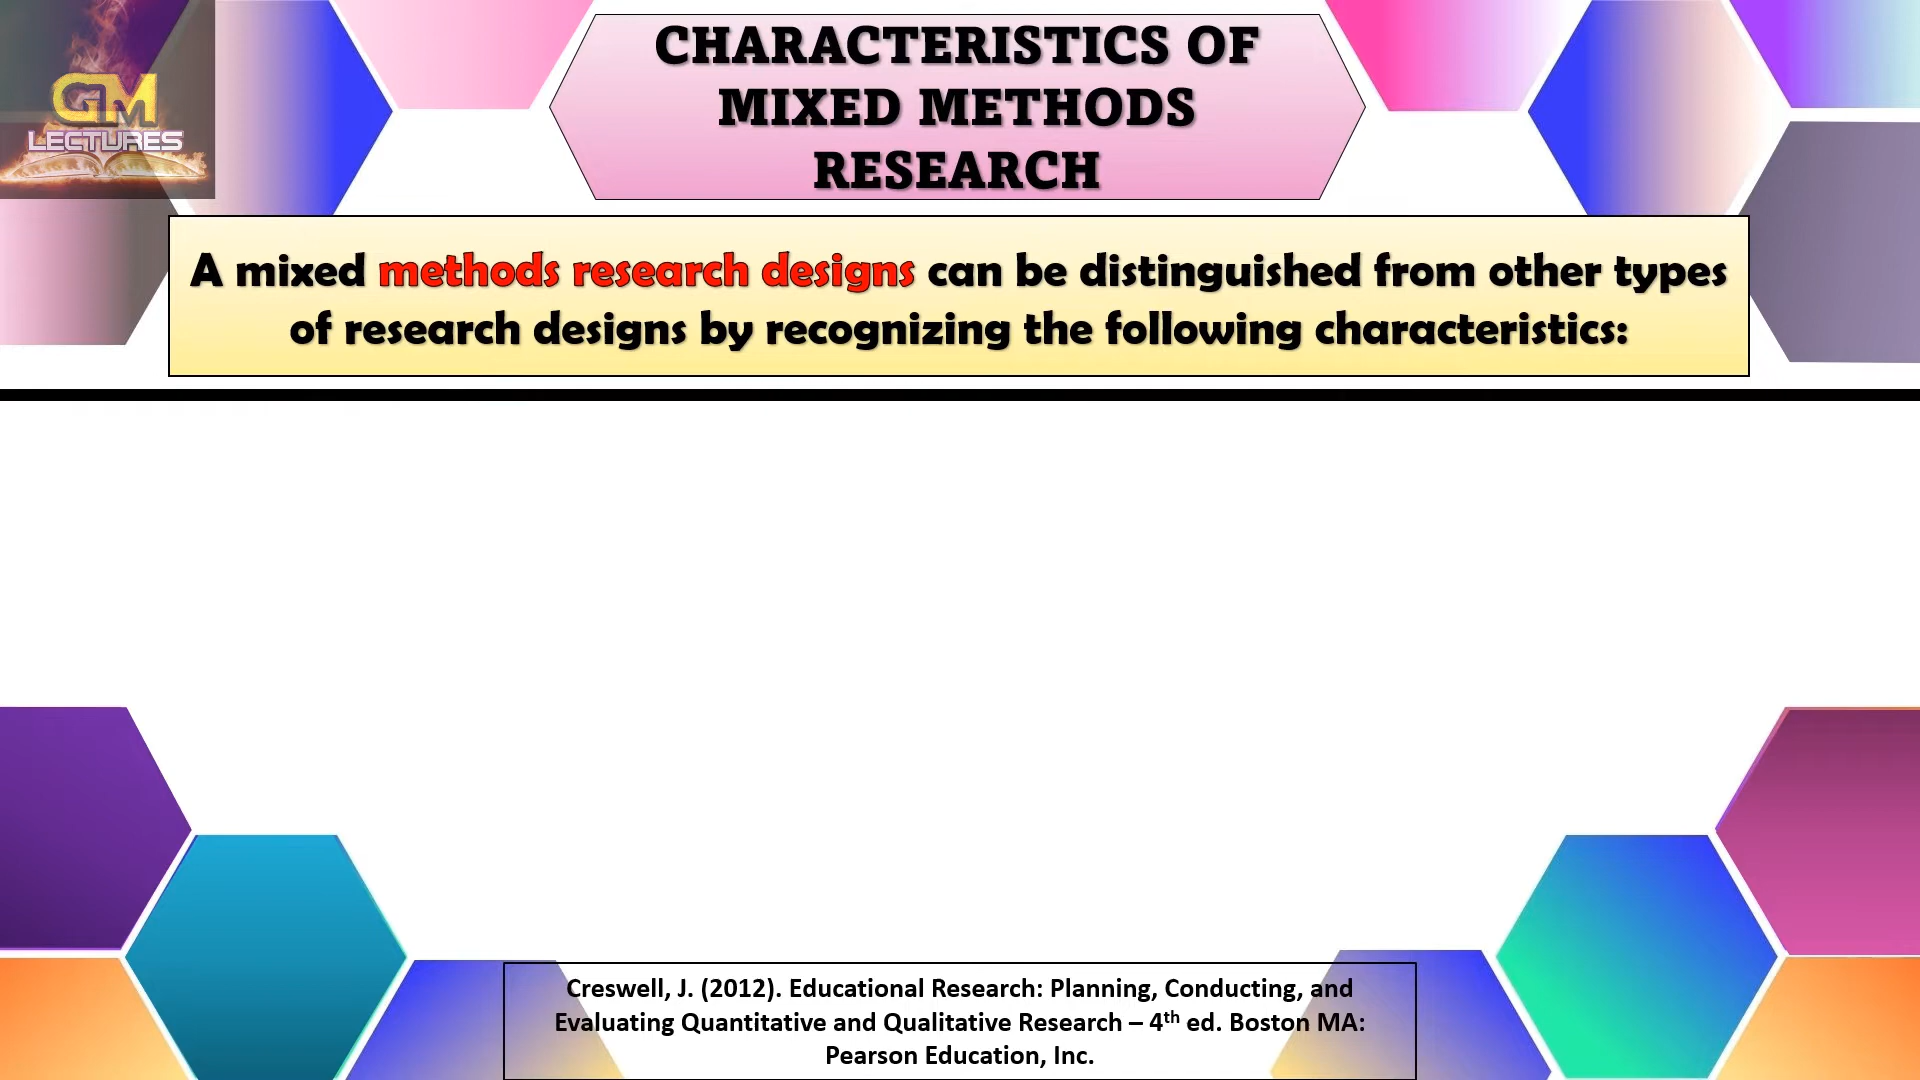 GM
LECTURES
CHARACTERISTICS OF
MIXED METHODS
RESEARCH
A mixed methods research designs can be distinguished from other types
of research designs by recognizing the following characteristics:
Creswell, J. (2012). Educational Research: Planning, Conducting, and
Evaluating Quantitative and Qualitative Research – 4th ed. Boston MA:
Pearson Education, Inc.